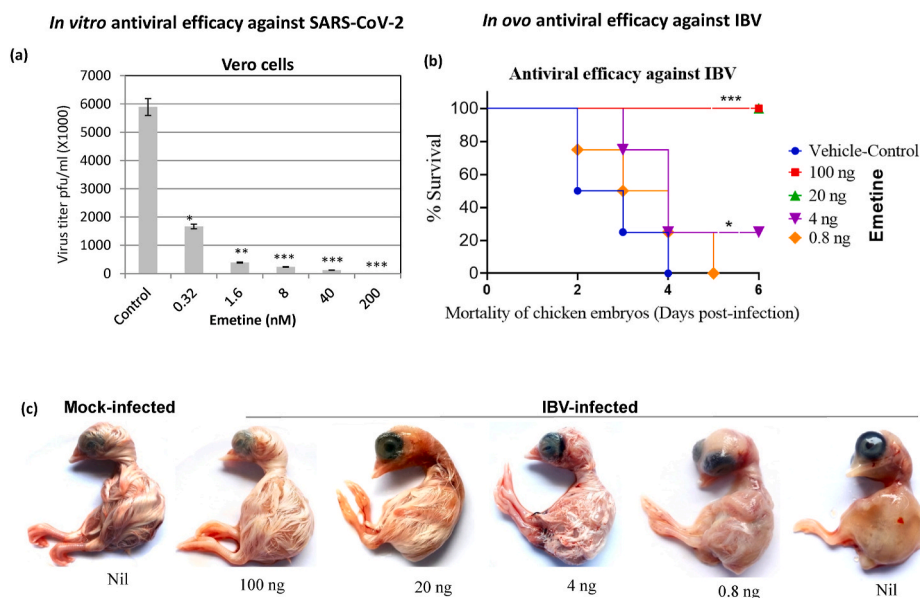 In vitro antiviral efficacy against SARS-CoV-2
In ovo antiviral efficacy against IBV
(a)
Vero cells
Virus titer pfu/ml (X1000)
7000
6000
5000
4000
3000
2000
1000
0
*
**
***
***
***
Control
0.32
1.6
8
40
200
Emetine (nM)
(b)
Antiviral efficacy against IBV
% Survival
100
80
60
40
20
0
***
*
0
2
4
6
Mortality of chicken embryos (Days post-infection)
Vehicle-Control
100 ng
20 ng
4 ng
0.8 ng
Emetine
(c)
Mock-infected
IBV-infected
Nil
100 ng
20 ng
4 ng
0.8 ng
Nil